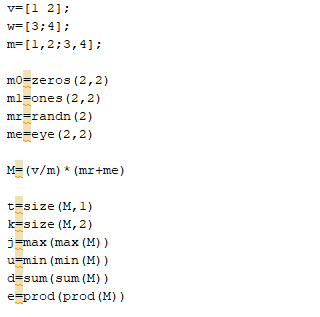 v=[1 2];
w=[3;4];
m=[1,2;3,4];
m0=zeros(2,2)
m1=ones(2,2)
mr=randn(2)
me=eye(2,2)
M=(v/m)*(mr+me)
t=size(M,1)
k=size(M,2)
j=max(max(M))
u=min(min(M))
d=sum(sum(M))
e=prod(prod(M))